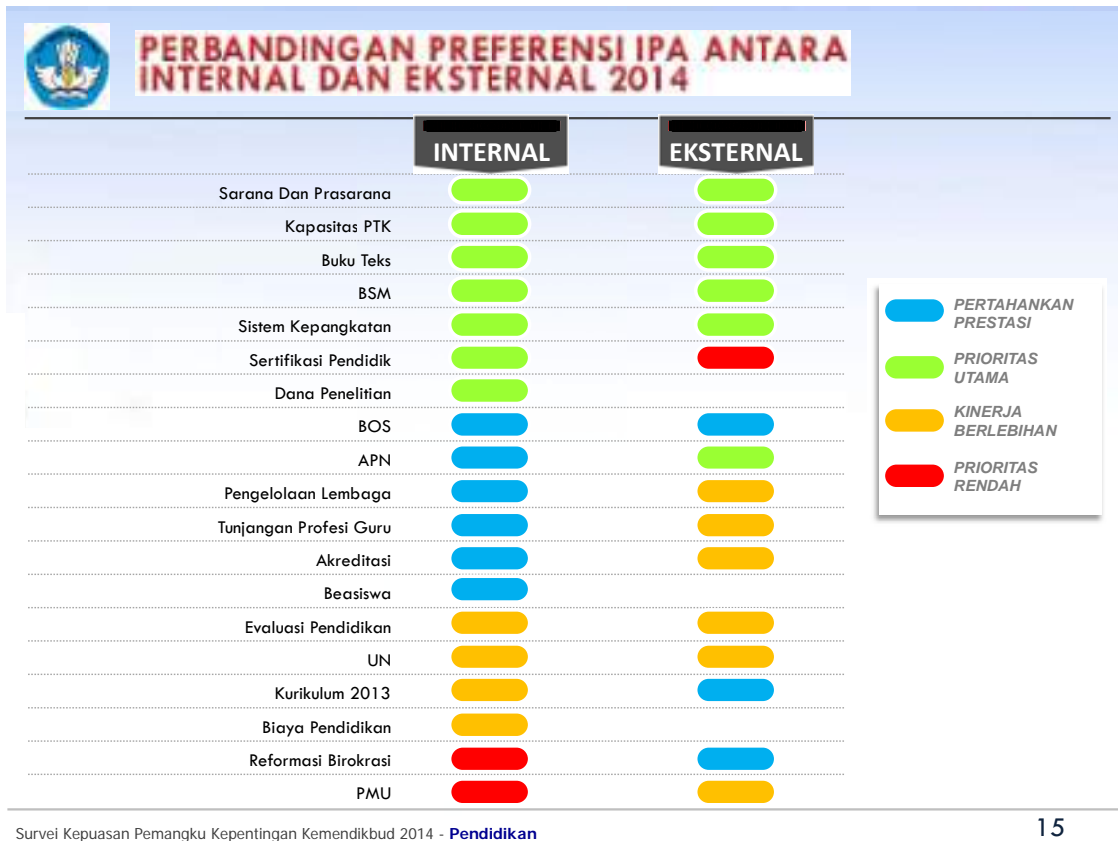 PERBANDINGAN PREFERENSI IPA ANTARA
INTERNAL DAN EKSTERNAL 2014
INTERNAL
EKSTERNAL
Sarana Dan Prasarana
Kapasitas PTK
Buku Teks
BSM
Sistem Kepangkatan
Sertifikasi Pendidik
Dana Penelitian
BOS
APN
Pengelolaan Lembaga
Tunjangan Profesi Guru
Akreditasi
Beasiswa
Evaluasi Pendidikan
UN
Kurikulum 2013
Biaya Pendidikan
Reformasi Birokrasi
PMU
PERTAHANKAN
PRESTASI
PRIORITAS
UTAMA
KINERJA
BERLEBIHAN
PRIORITAS
RENDAH
Survei Kepuasan Pemangku Kepentingan Kemendikbud 2014 - Pendidikan
15